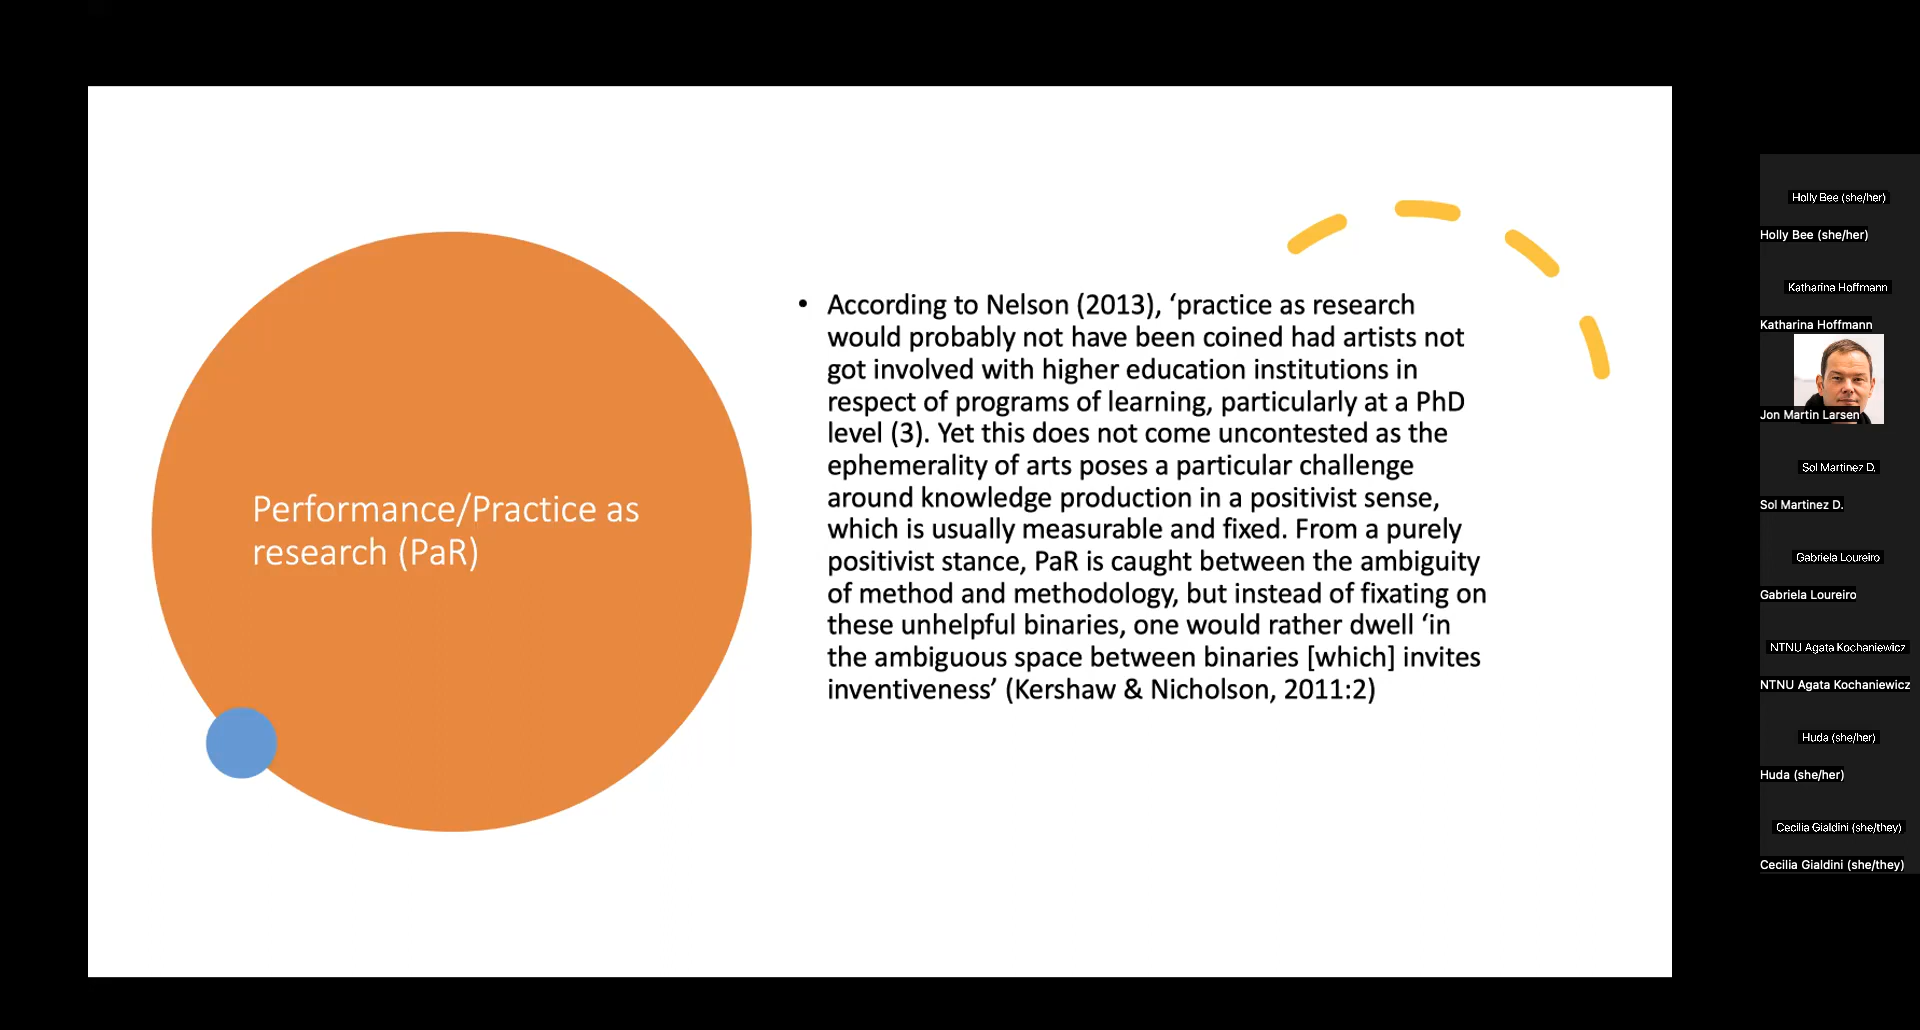 Performance/Practice as
research (PaR)
• According to Nelson (2013), ‘practice as research
would probably not have been coined had artists not
got involved with higher education institutions in
respect of programs of learning, particularly at a PhD
level (3). Yet this does not come uncontested as the
ephemerality of arts poses a particular challenge
around knowledge production in a positivist sense,
which is usually measurable and fixed. From a purely
positivist stance, PaR is caught between the ambiguity
of method and methodology, but instead of fixating on
these unhelpful binaries, one would rather dwell ‘in
the ambiguous space between binaries [which] invites
inventiveness’ (Kershaw & Nicholson, 2011:2)
Holly Bee (she/her)
Holly Bee (she/her)
Katharina Hoffmann
Katharina Hoffmann
Jon Martin Larsen
Sol Martinez D.
Sol Martinez D.
Gabriela Loureiro
Gabriela Loureiro
NTNU Agata Kochaniewicz
NTNU Agata Kochaniewicz
Huda (she/her)
Huda (she/her)
Cecilia Gialdini (she/they)
Cecilia Gialdini (she/they)